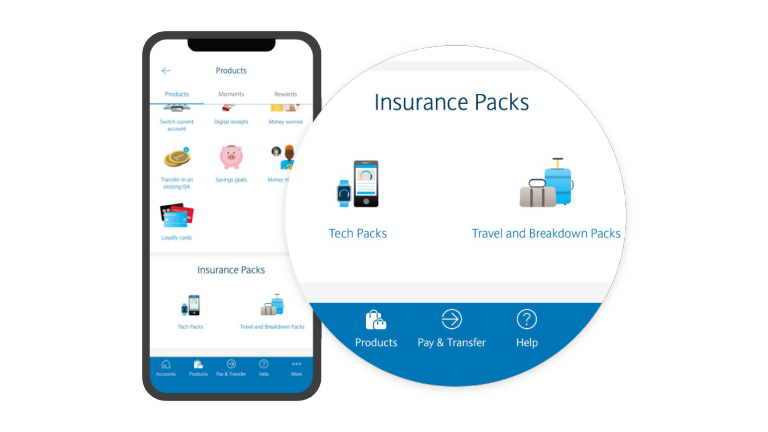 Products
Products Moments Rewards
Switch current
account
Digital receipts
Money worries
Transfer-in an
existing ISA
Savings goals
Money
Loyalty cards
Insurance Packs
Tech Packs
Travel and Breakdown Packs
Accounts Products Pay & Transfer Help More
Insurance Packs
Tech Packs
Travel and Breakdown Packs
Products Pay & Transfer Help